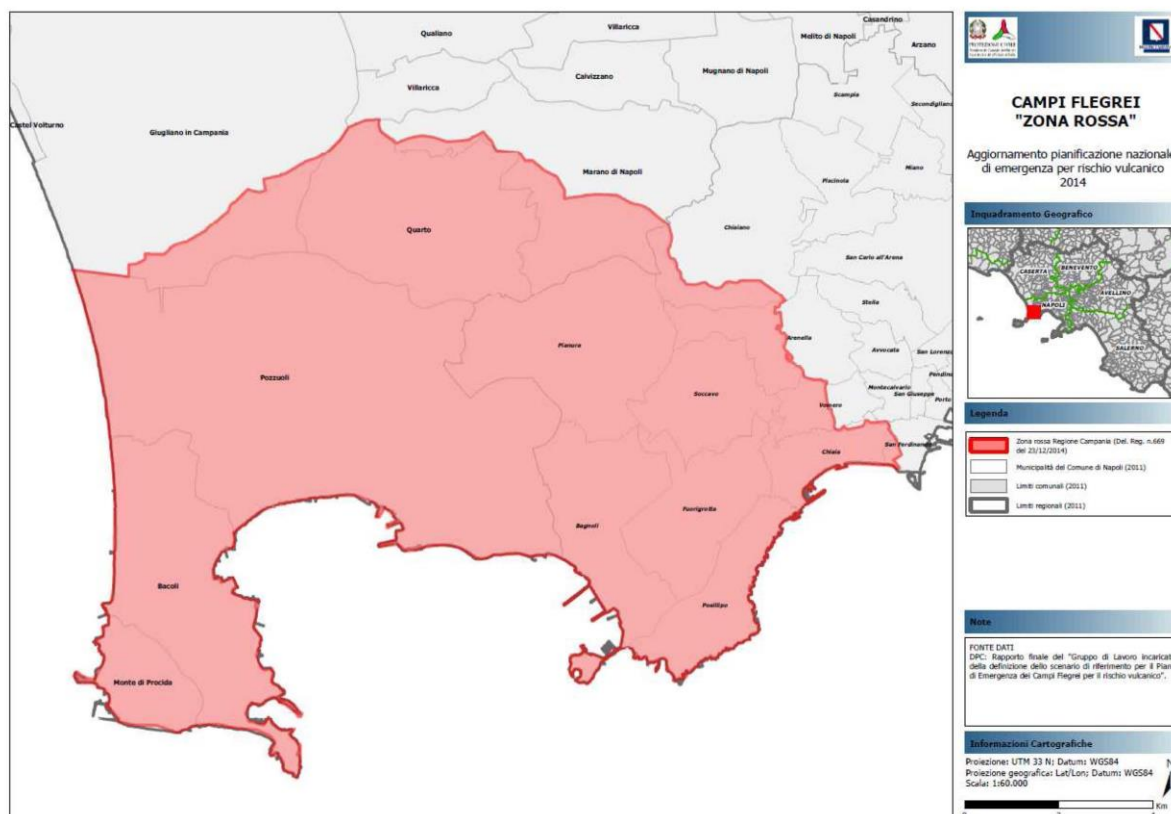 Casandrino
Qualiano
Villaricca
Melito di Napoli
Arzano
Calvizzano
Mugnano di Napoli
Villaricca
Scampia
Secondigliano
Castel Volturno
Giugliano in Campania
Marano di Napoli
Miano
Piscinola
Chiaiano
Quarto
San Carlo all'Arena
Stella
Arenella
Pianura
Avvocata
San Lorenzo
Pozzuoli
Montecalvario
Pendino
Soccavo
San Giuseppe
Porto
Vomero
San Ferdinando
Chiaia
Fuorigrotta
Bagnoli
Bacoli
Posillipo
Monte di Procida
PROTEZIONE CIVILE
CAMPI FLEGREI
"ZONA ROSSA"
Aggiornamento pianificazione nazionale
di emergenza per rischio vulcanico
2014
Inquadramento Geografico
CASERTA
BENEVENTO
AVELLINO
NAPOLI
SALERNO
Legenda
Zona rossa Regione Campania (Del. Reg. n.669
del 23/12/2014)
Municipalità del Comune di Napoli (2011)
Limiti comunali (2011)
Limiti regionali (2011)
Note
FONTE DATI
DPC: Rapporto finale del "Gruppo di Lavoro incaricat
della definizione dello scenario di riferimento per il Pian
di Emergenza dei Campi Flegrei per il rischio vulcanico".
Informazioni Cartografiche
Proiezione: UTM 33 N; Datum: WGS84
Proiezione geografica: Lat/Lon; Datum: WGS84
Scala: 1:60.000
N
Km